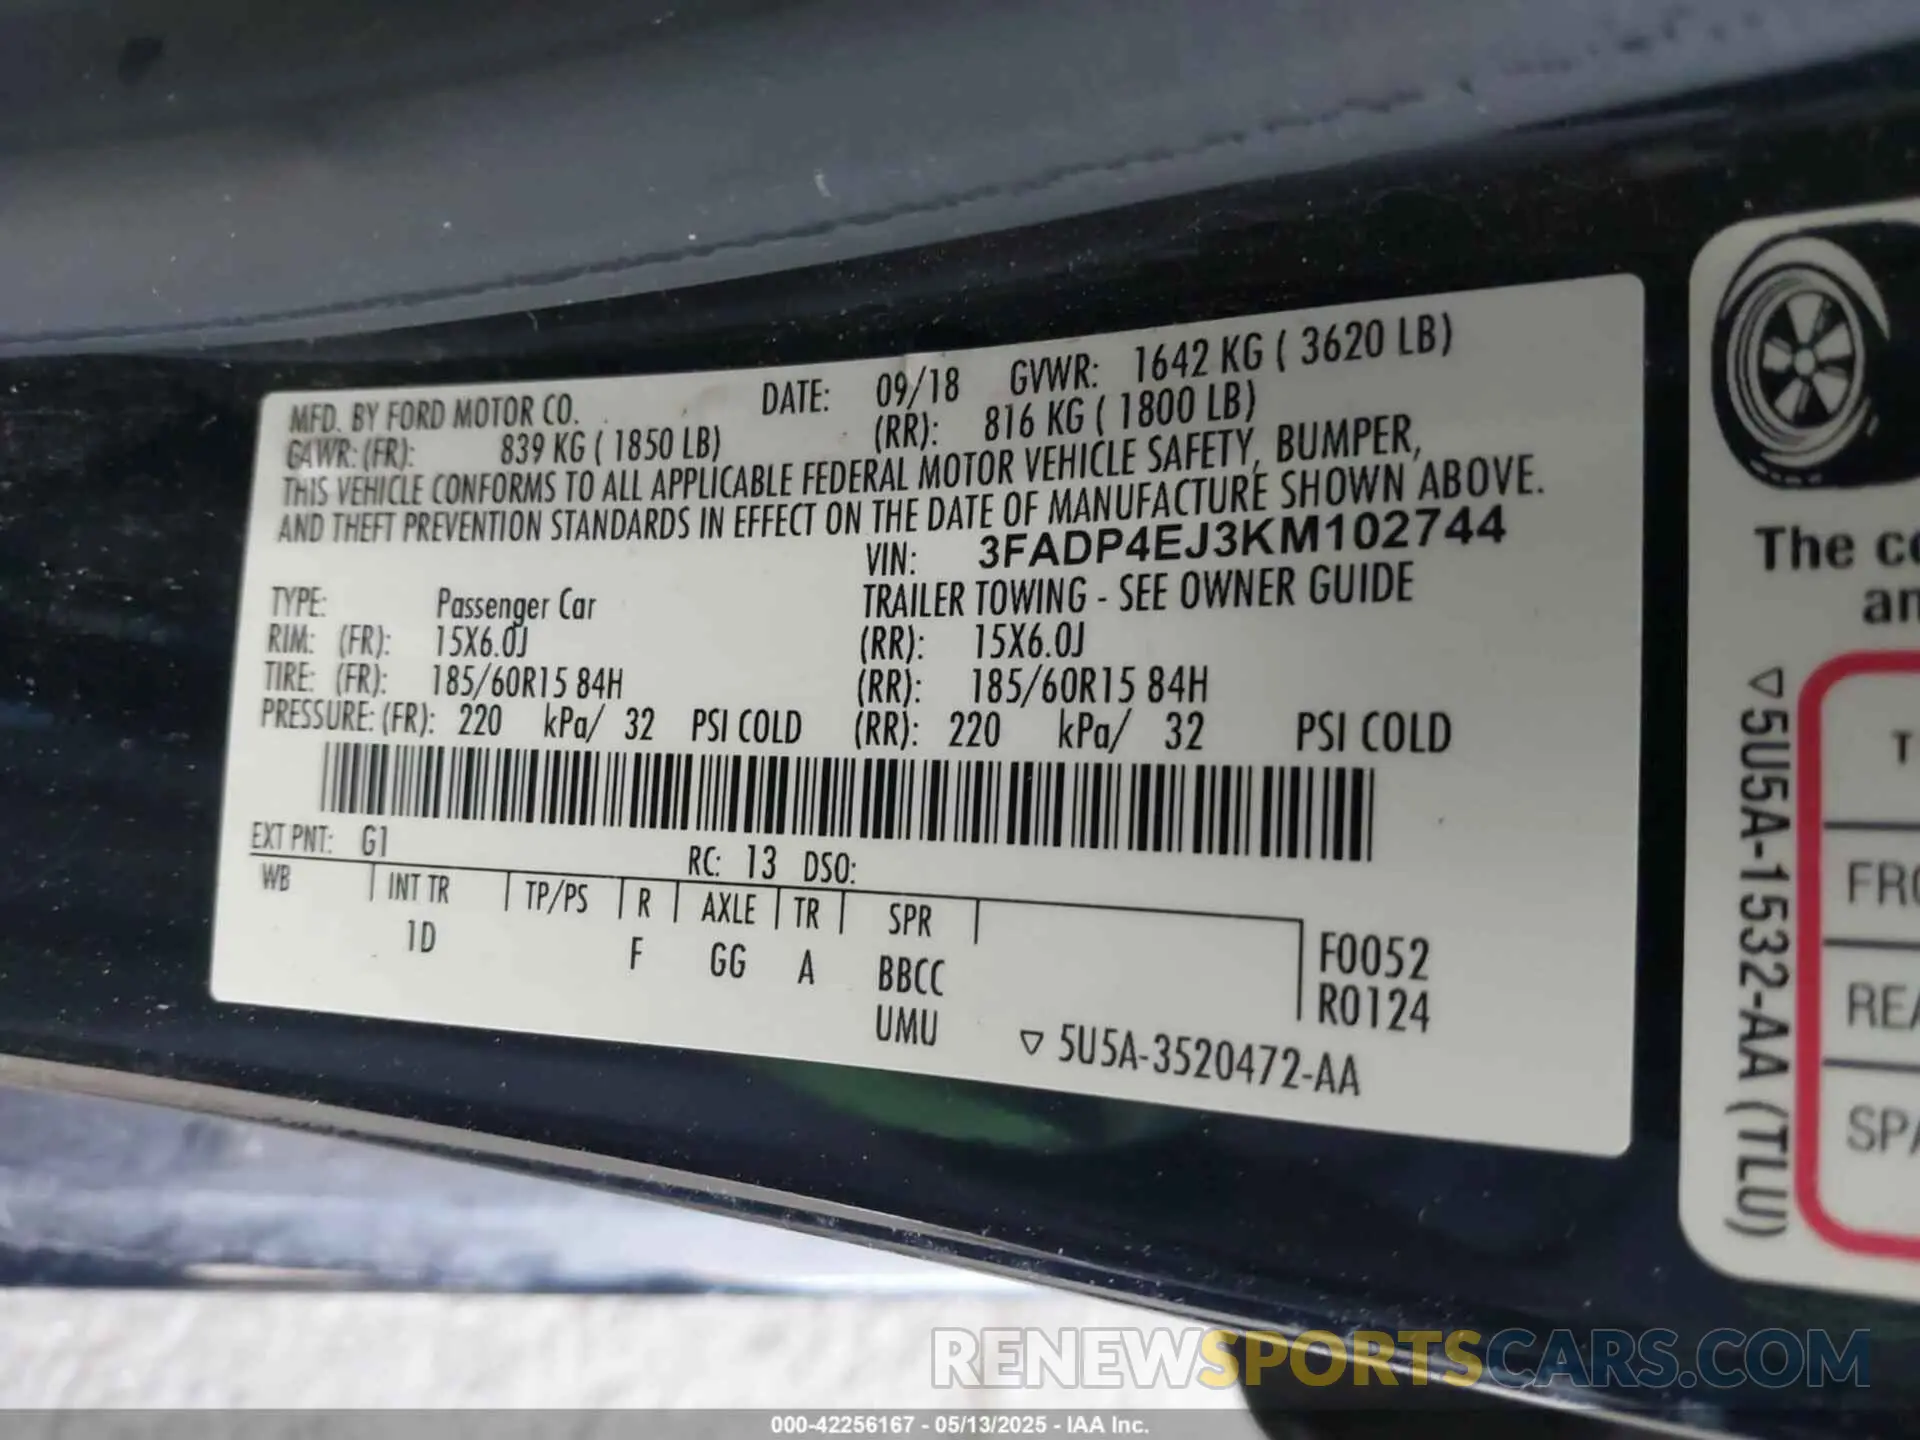 MFD. BY FORD MOTOR CO. DATE: 09/18 GVWR: 1642 KG ( 3620 LB)
GAWR: (FR): 839 KG ( 1850 LB) (RR): 816 KG ( 1800 LB)
THIS VEHICLE CONFORMS TO ALL APPLICABLE FEDERAL MOTOR VEHICLE SAFETY, BUMPER,
AND THEFT PREVENTION STANDARDS IN EFFECT ON THE DATE OF MANUFACTURE SHOWN ABOVE.
VIN: 3FADP4EJ3KM102744
TYPE: Passenger Car TRAILER TOWING - SEE OWNER GUIDE
RIM: (FR): 15X6.0J (RR): 15X6.0J
TIRE: (FR): 185/60R15 84H (RR): 185/60R15 84H
PRESSURE: (FR): 220 kPa/ 32 PSI COLD (RR): 220 kPa/ 32 PSI COLD
EXT PNT: G1 RC: 13 DSO:
WB INT TR TP/PS R AXLE TR SPR
1D F GG A BBCC F0052
UMU R0124
▽ 5U5A-3520472-AA
The
▽5U5A-1532-AA (TLU)
RENEWSPORTSCARS.COM
000-42256167 - 05/13/2025 - IAA Inc.